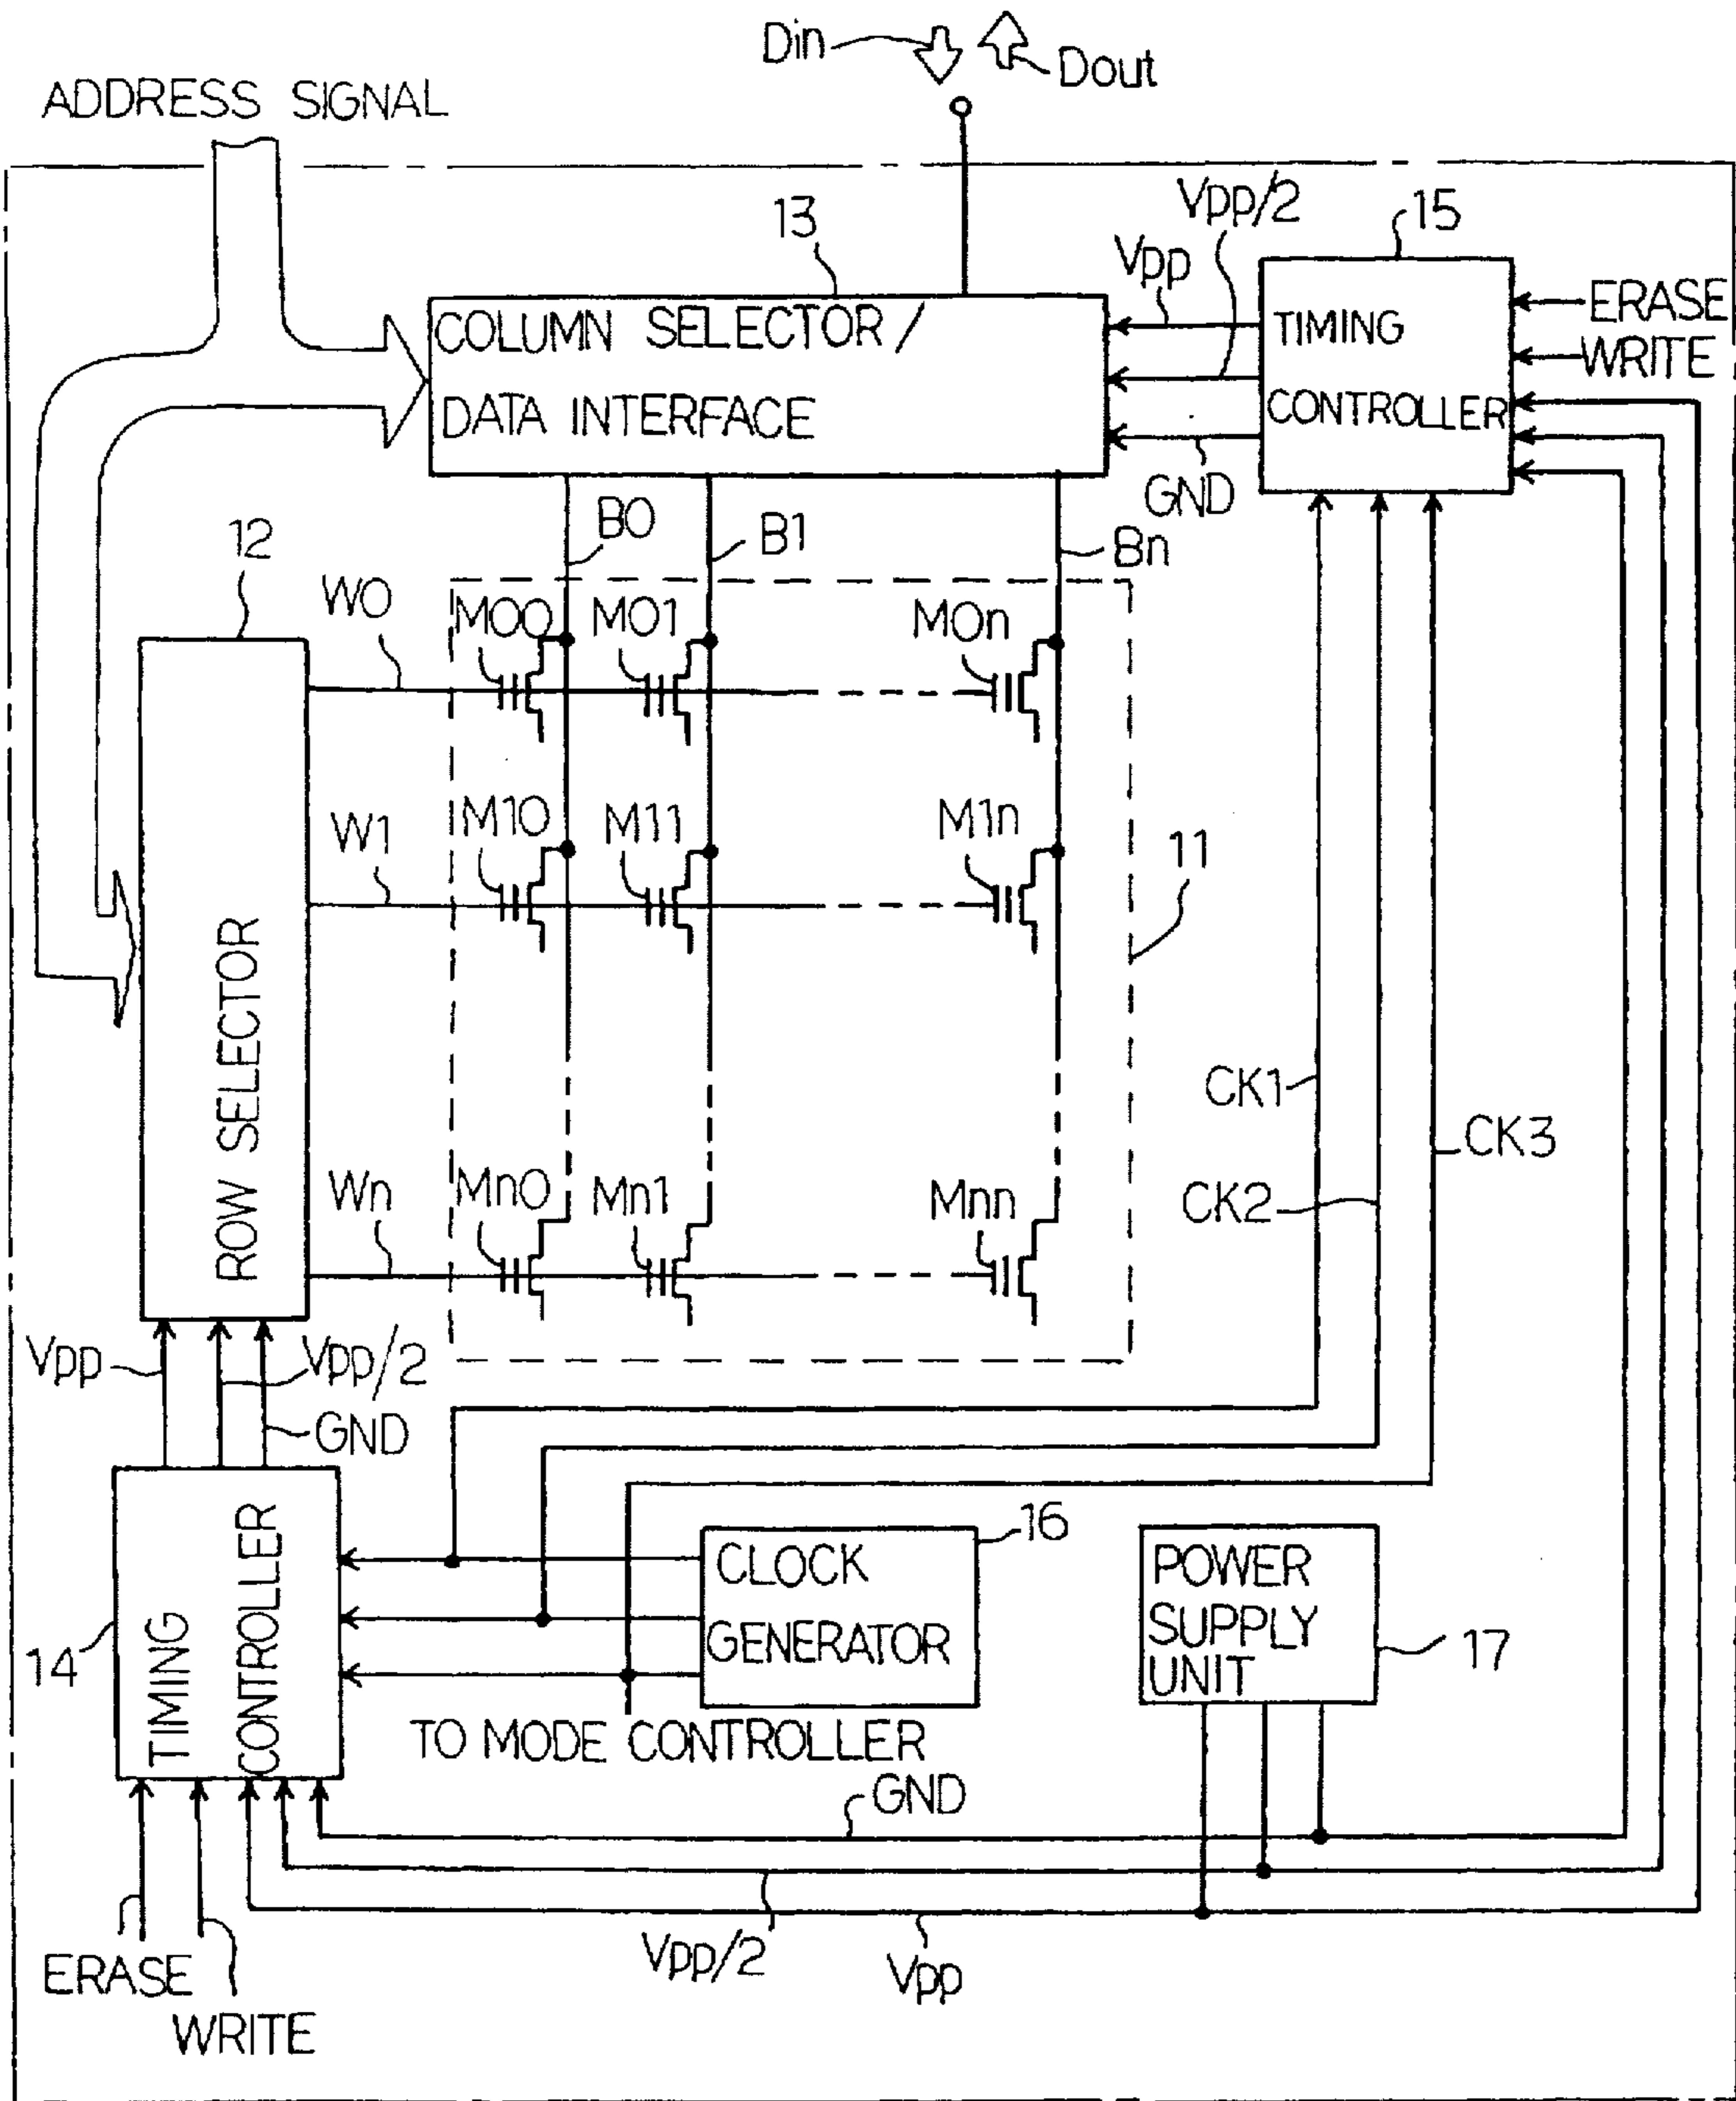 Din
Dout
ADDRESS SIGNAL
13
Vpp
Vpp/2
15
COLUMN SELECTOR/
DATA INTERFACE
TIMING
CONTROLLER
ERASE
WRITE
GND
12
B0
B1
Bn
W0
M00
M01
M0n
W1
M10
M11
M1n
11
ROW SELECTOR
CK1
CK3
CK2
Wn
Mn0
Mn1
Mnn
Vpp
Vpp/2
GND
14
TIMING
CONTROLLER
16
CLOCK
GENERATOR
POWER
SUPPLY
UNIT
17
TO MODE CONTROLLER
GND
Vpp/2
Vpp
ERASE
WRITE